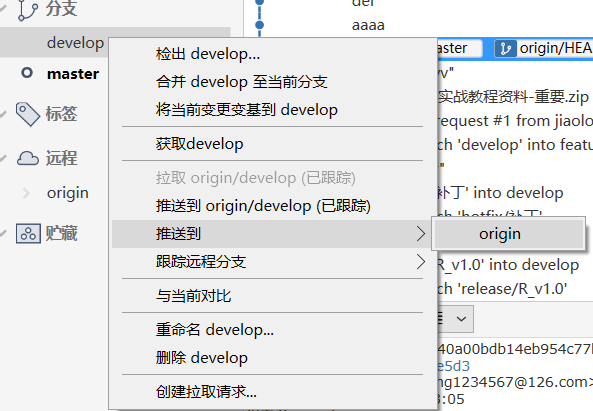 分支
develop
master
标签
远程
origin
贮藏
检出 develop...
合并 develop 至当前分支
将当前变更变基到 develop
获取develop
拉取 origin/develop (已跟踪)
推送到 origin/develop (已跟踪)
推送到
跟踪远程分支
与当前对比
重命名 develop...
删除 develop
创建拉取请求...
origin
def
aaaa
aster
origin/HEA
实战教程资料-重要.zip
request #1 from jiaolo
ch 'develop' into featu
补丁' into develop
ch 'hotfix/补丁'
R_v1.0' into develop
ch 'release/R_v1.0'
40a00bdb14eb954c77
e5d3
ng1234567@126.com>
3:05